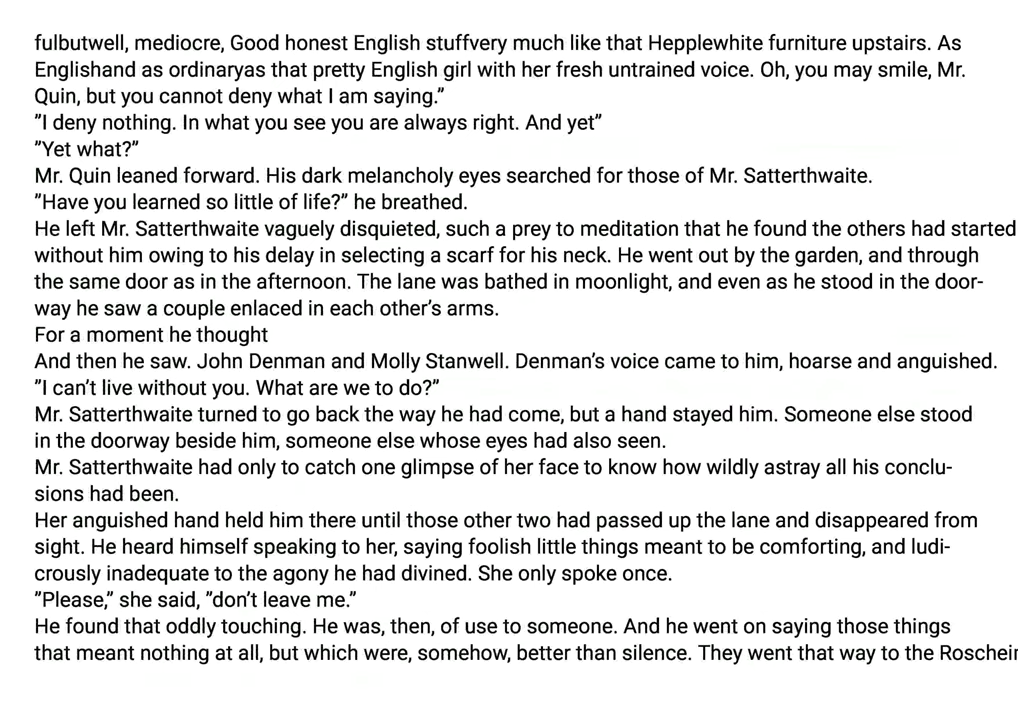 fulbutwell, mediocre, Good honest English stuffvery much like that Hepplewhite furniture upstairs. As
Englishand as ordinaryas that pretty English girl with her fresh untrained voice. Oh, you may smile, Mr.
Quin, but you cannot deny what I am saying.”
”I deny nothing. In what you see you are always right. And yet”
”Yet what?”
Mr. Quin leaned forward. His dark melancholy eyes searched for those of Mr. Satterthwaite.
”Have you learned so little of life?” he breathed.
He left Mr. Satterthwaite vaguely disquieted, such a prey to meditation that he found the others had started
without him owing to his delay in selecting a scarf for his neck. He went out by the garden, and through
the same door as in the afternoon. The lane was bathed in moonlight, and even as he stood in the door-
way he saw a couple enlaced in each other’s arms.
For a moment he thought
And then he saw. John Denman and Molly Stanwell. Denman’s voice came to him, hoarse and anguished.
”I can’t live without you. What are we to do?”
Mr. Satterthwaite turned to go back the way he had come, but a hand stayed him. Someone else stood
in the doorway beside him, someone else whose eyes had also seen.
Mr. Satterthwaite had only to catch one glimpse of her face to know how wildly astray all his conclu-
sions had been.
Her anguished hand held him there until those other two had passed up the lane and disappeared from
sight. He heard himself speaking to her, saying foolish little things meant to be comforting, and ludi-
crously inadequate to the agony he had divined. She only spoke once.
”Please,” she said, ”don’t leave me.”
He found that oddly touching. He was, then, of use to someone. And he went on saying those things
that meant nothing at all, but which were, somehow, better than silence. They went that way to the